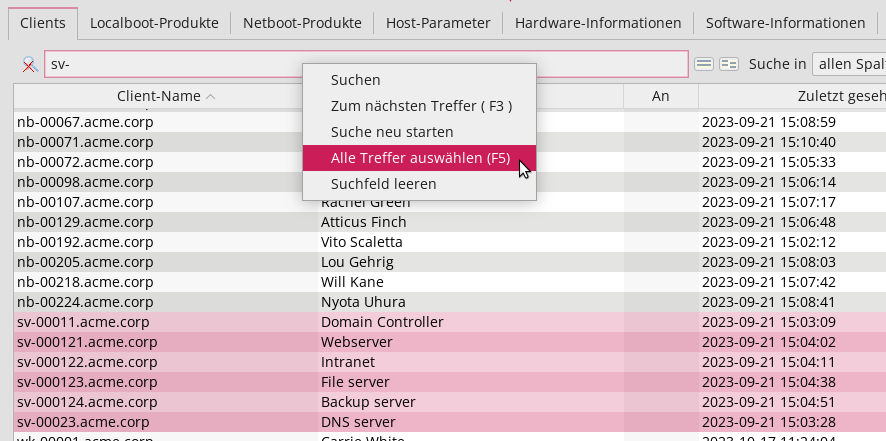 Clients Localboot-Produkte Netboot-Produkte Host-Parameter Hardware-Informationen Software-Informationen
sv- Suche in allen Spalt
Suchen
Zum nächsten Treffer ( F3 )
Suche neu starten
Alle Treffer auswählen (F5)
Suchfeld leeren
Client-Name An Zuletzt geseh
nb-00067.acme.corp 2023-09-21 15:08:59
nb-00071.acme.corp 2023-09-21 15:10:40
nb-00072.acme.corp 2023-09-21 15:05:33
nb-00098.acme.corp 2023-09-21 15:06:14
nb-00107.acme.corp Rachel Green 2023-09-21 15:07:17
nb-00129.acme.corp Atticus Finch 2023-09-21 15:06:48
nb-00192.acme.corp Vito Scaletta 2023-09-21 15:02:12
nb-00205.acme.corp Lou Gehrig 2023-09-21 15:08:03
nb-00218.acme.corp Will Kane 2023-09-21 15:07:42
nb-00224.acme.corp Nyota Uhura 2023-09-21 15:08:41
sv-00011.acme.corp Domain Controller 2023-09-21 15:03:09
sv-000121.acme.corp Webserver 2023-09-21 15:04:02
sv-000122.acme.corp Intranet 2023-09-21 15:04:11
sv-000123.acme.corp File server 2023-09-21 15:04:38
sv-000124.acme.corp Backup server 2023-09-21 15:04:51
sv-00023.acme.corp DNS server 2023-09-21 15:03:28
wk-00001.acme.corp Carrie White 2023-10-17 11:24:04